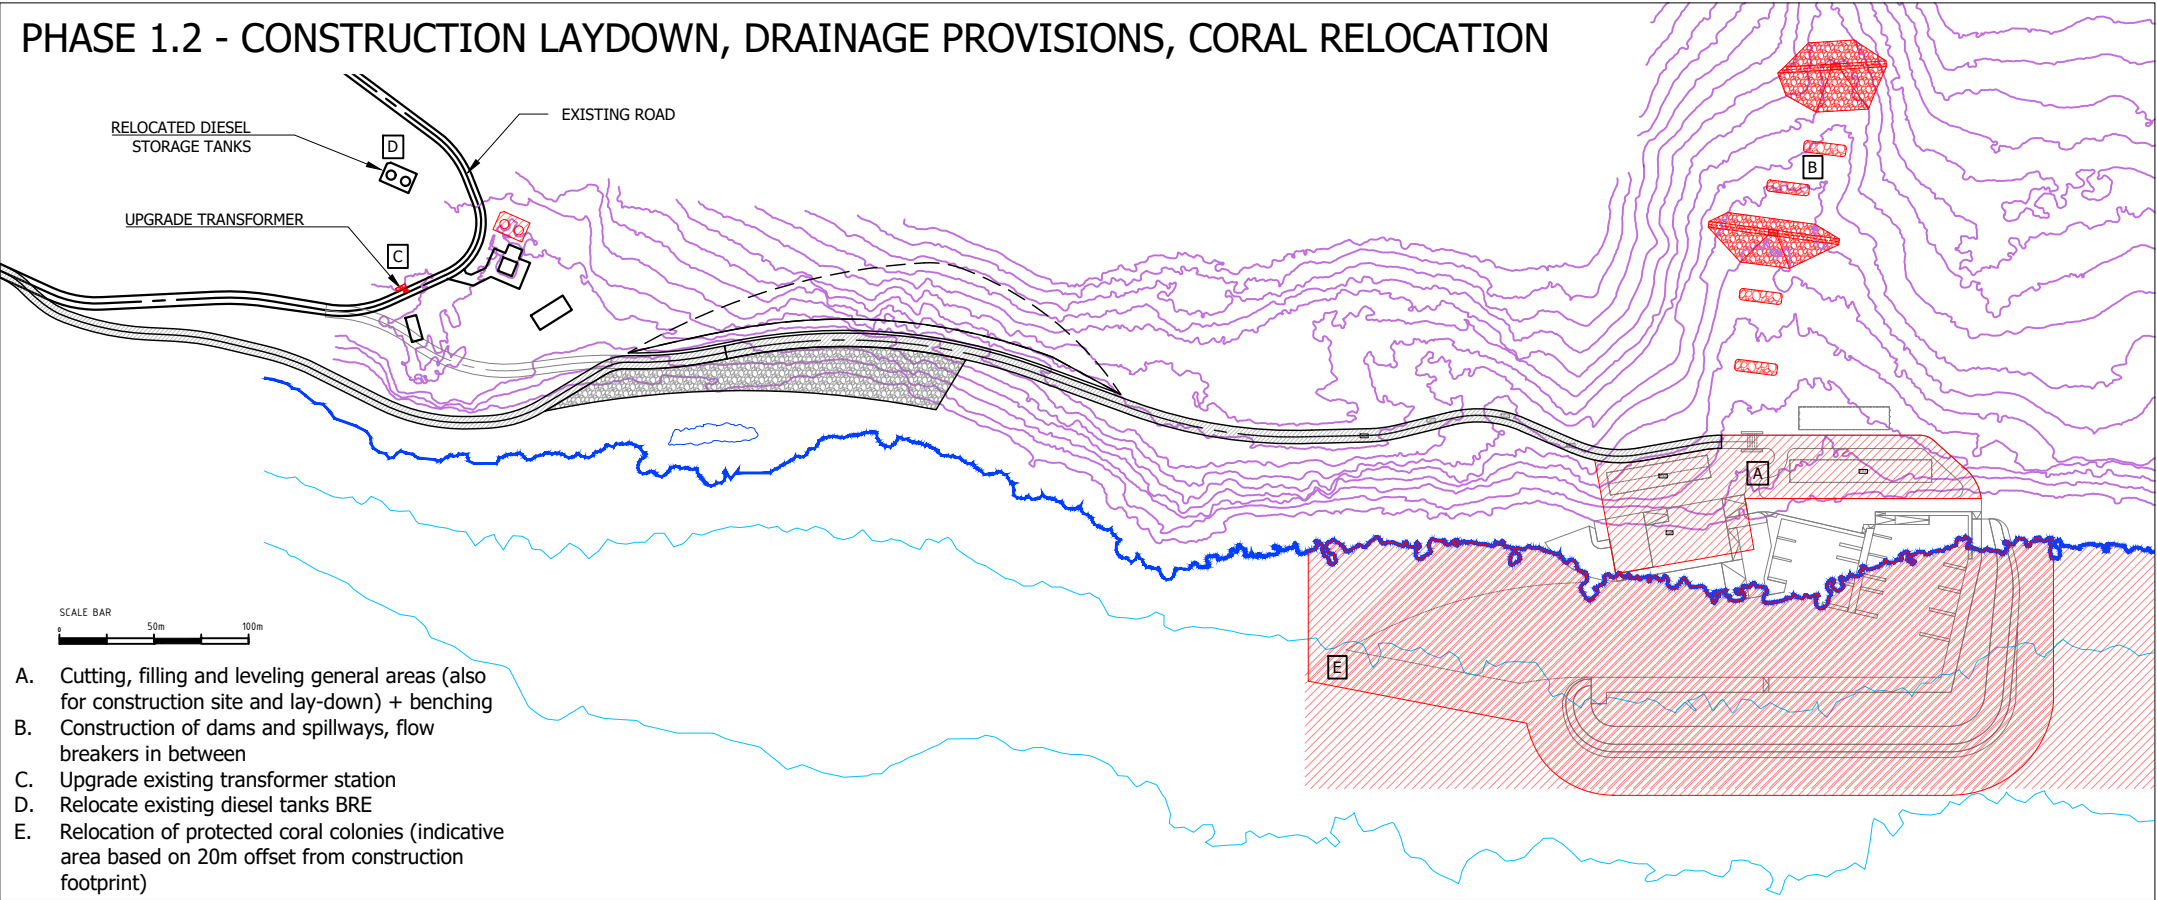 PHASE 1.2 - CONSTRUCTION LAYDOWN, DRAINAGE PROVISIONS, CORAL RELOCATION
RELOCATED DIESEL
STORAGE TANKS
D
EXISTING ROAD
UPGRADE TRANSFORMER
C
B
A
E
SCALE BAR
0 50m 100m
A. Cutting, filling and leveling general areas (also
for construction site and lay-down) + benching
B. Construction of dams and spillways, flow
breakers in between
C. Upgrade existing transformer station
D. Relocate existing diesel tanks BRE
E. Relocation of protected coral colonies (indicative
area based on 20m offset from construction
footprint)